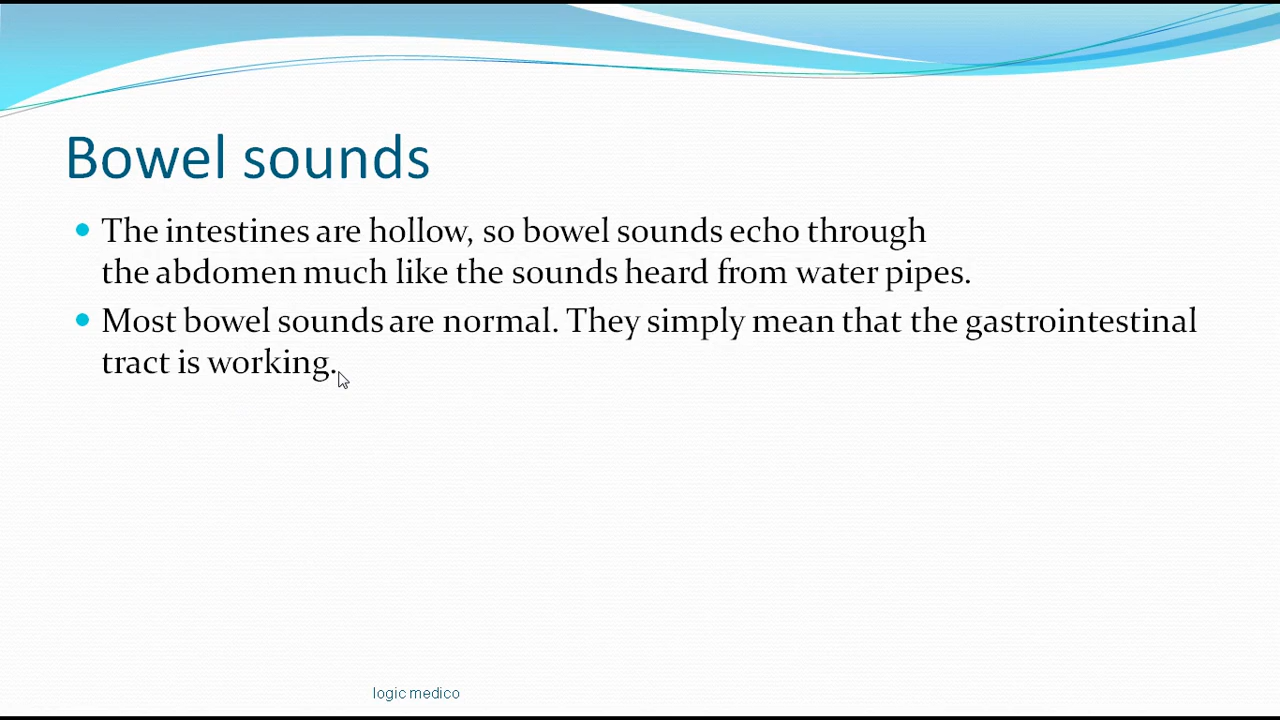 Bowel sounds
The intestines are hollow, so bowel sounds echo through
the abdomen much like the sounds heard from water pipes.
Most bowel sounds are normal. They simply mean that the gastrointestinal
tract is working.
logic medico